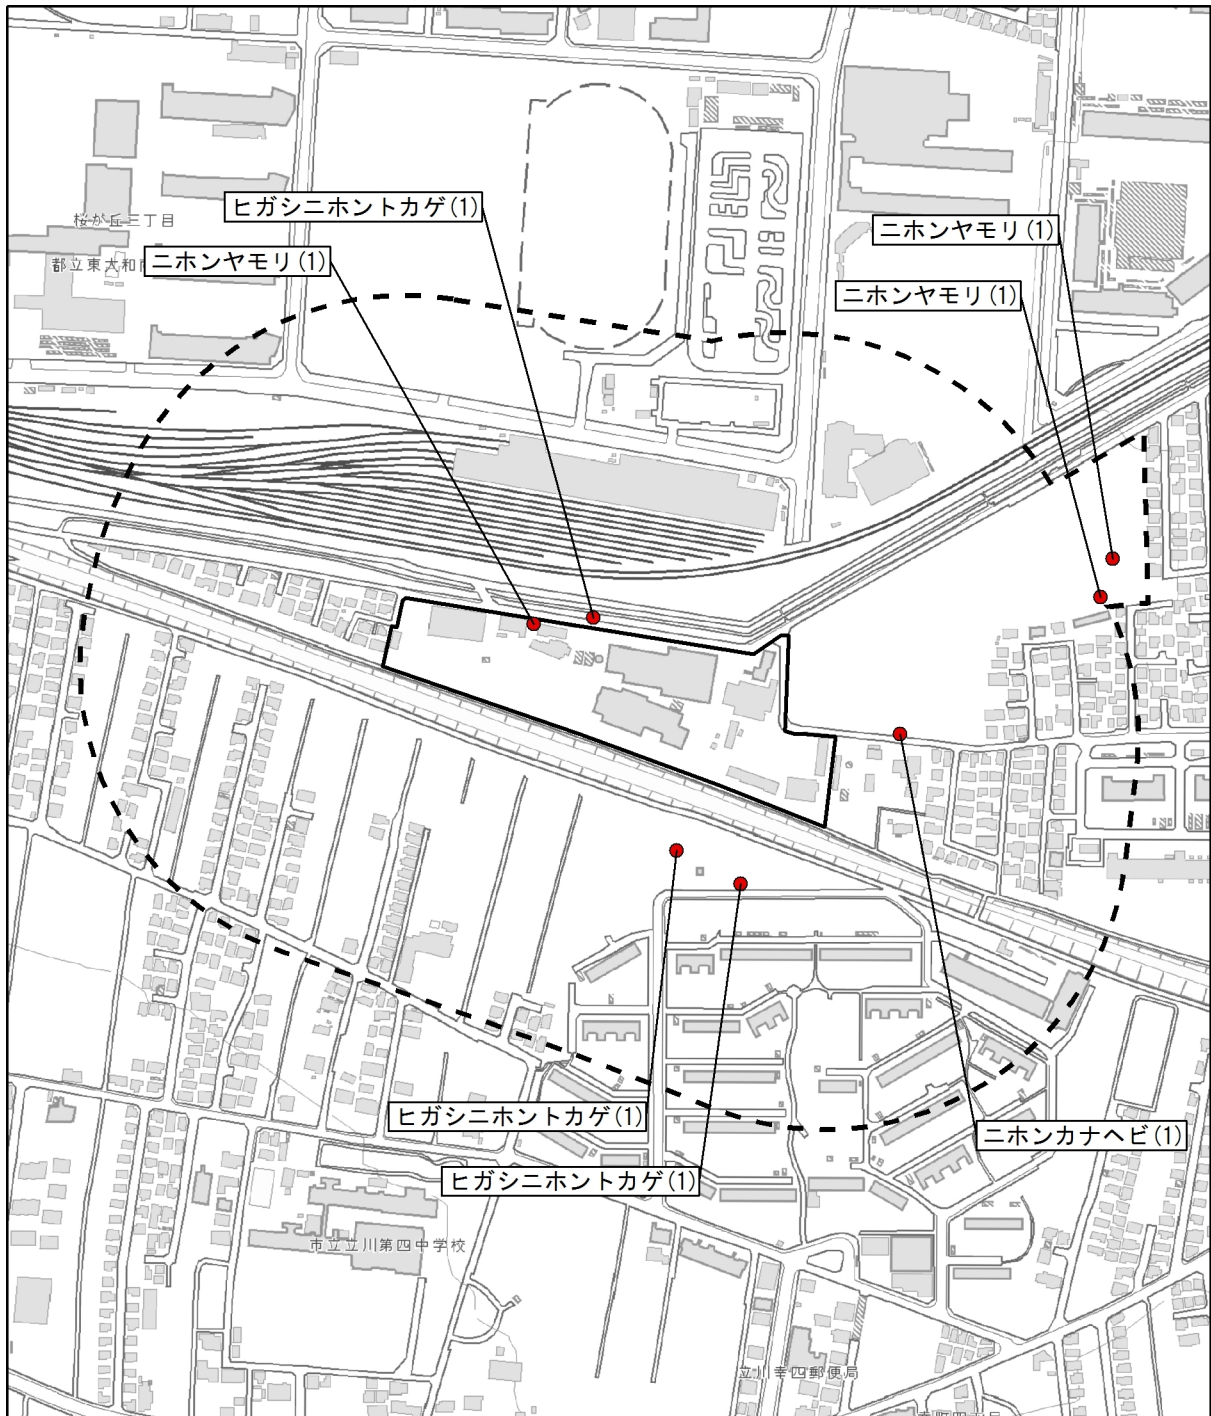 ヒガシニホントカゲ(1)
桜が丘三丁目
ニホンヤモリ(1)
都立東大和南
ニホンヤモリ(1)
ニホンヤモリ(1)
ヒガシニホントカゲ(1)
ニホンカナヘビ(1)
ヒガシニホントカゲ(1)
市立立川第四中学校
立川幸四郵便局